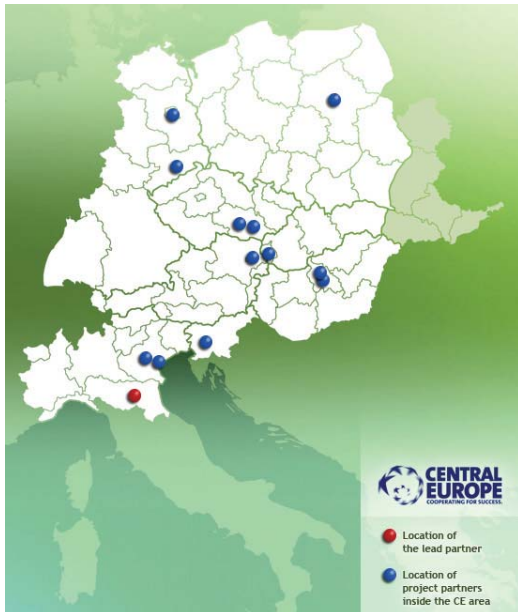 CENTRAL
EUROPE
COOPERATING FOR SUCCESS.
Location of
the lead partner
Location of
project partners
inside the CE area